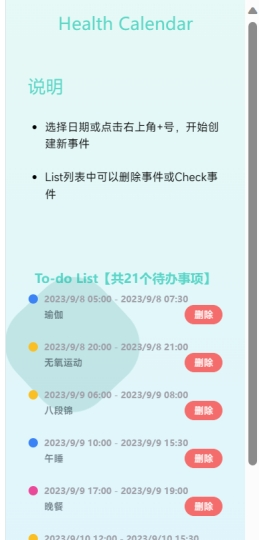 Health Calendar
说明
选择日期或点击右上角+号，开始创
建新事件
List列表中可以删除事件或Check事
件
To-do List【共21个待办事项】
2023/9/8 05:00 - 2023/9/8 07:30
瑜伽
删除
2023/9/8 20:00 - 2023/9/8 21:00
无氧运动
删除
2023/9/9 06:00 - 2023/9/9 08:00
八段锦
删除
2023/9/9 10:00 - 2023/9/9 15:30
午睡
删除
2023/9/9 17:00 - 2023/9/9 19:00
晚餐
删除
2023/9/10 12:00 - 2023/9/10 15:30